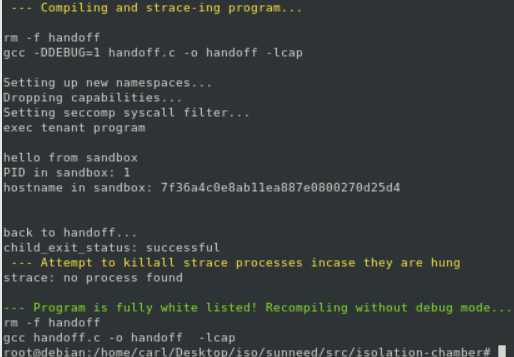 --- Compiling and strace-ing program...
rm -f handoff
gcc -DDEBUG=1 handoff.c -o handoff -lcap
Setting up new namespaces...
Dropping capabilities...
Setting seccomp syscall filter...
exec tenant program
hello from sandbox
PID in sandbox: 1
hostname in sandbox: 7f36a4c0e8ab11ea887e0800270d25d4
back to handoff...
child_exit_status: successful
--- Attempt to killall strace processes incase they are hung
strace: no process found
--- Program is fully white listed! Recompiling without debug mode...
rm -f handoff
gcc handoff.c -o handoff  -lcap
root@debian:/home/carl/Desktop/iso/sunneed/src/isolation-chamber#